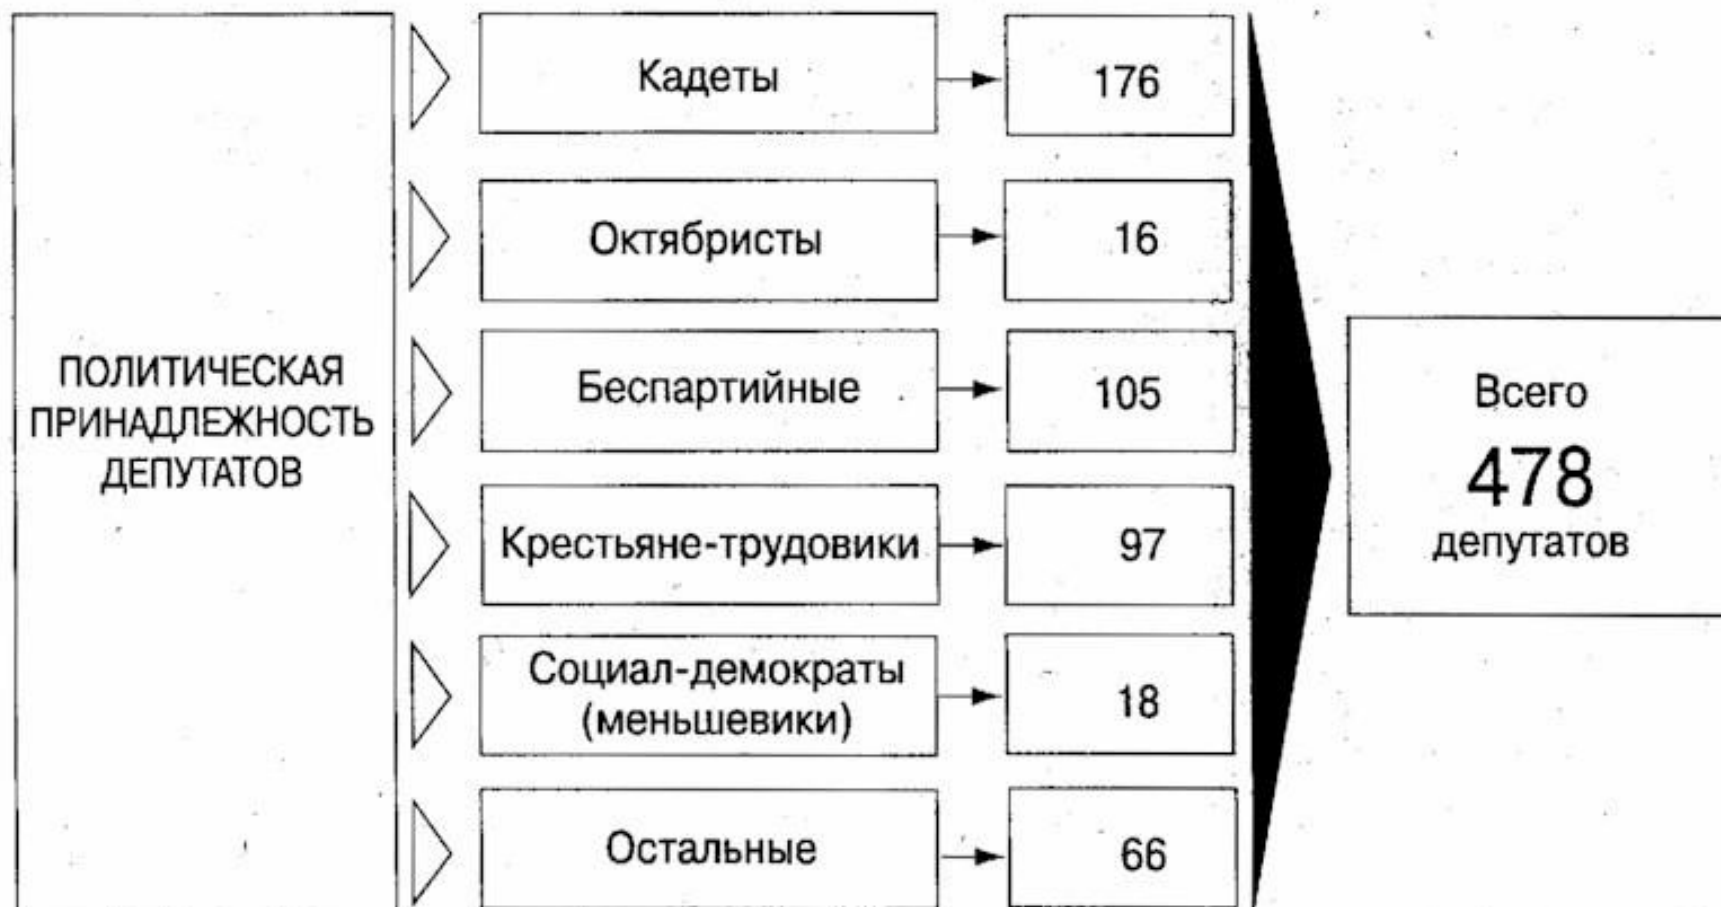 ПОЛИТИЧЕСКАЯ
ПРИНАДЛЕЖНОСТЬ
ДЕПУТАТОВ
Кадеты
176
Октябристы
16
Беспартийные
105
Крестьяне-трудовики
97
Социал-демократы
(меньшевики)
18
Остальные
66
Всего
478
депутатов